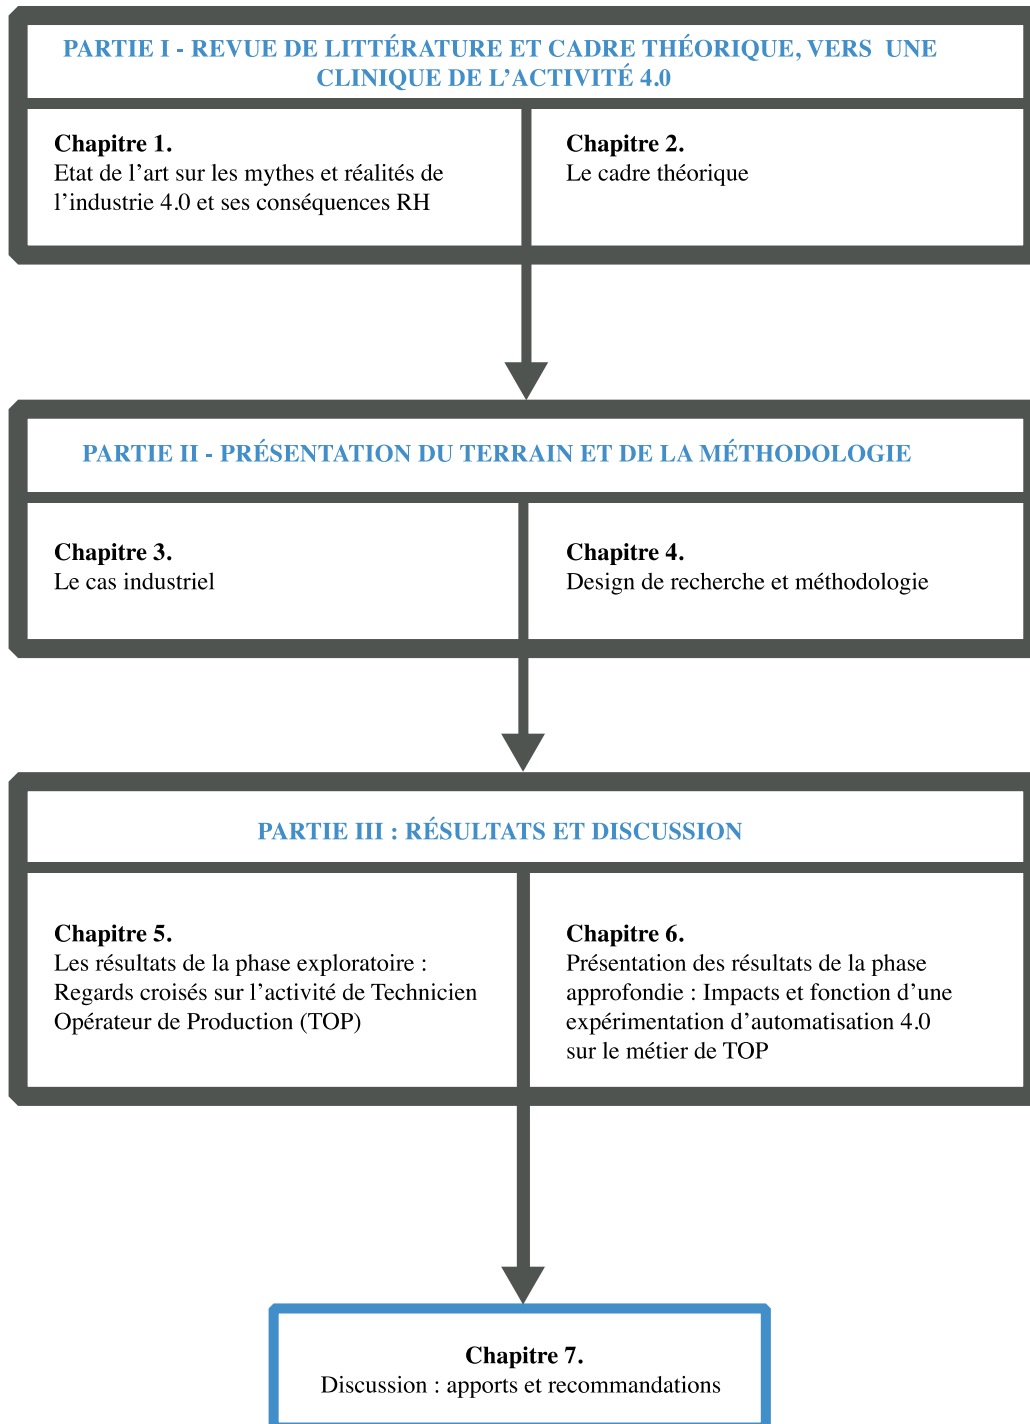 PARTIE I - REVUE DE LITTÉRATURE ET CADRE THÉORIQUE, VERS UNE
CLINIQUE DE L'ACTIVITÉ 4.0
Chapitre 1.
Etat de l'art sur les mythes et réalités de
l'industrie 4.0 et ses conséquences RH
Chapitre 2.
Le cadre théorique
PARTIE II - PRÉSENTATION DU TERRAIN ET DE LA MÉTHODOLOGIE
Chapitre 3.
Le cas industriel
Chapitre 4.
Design de recherche et méthodologie
PARTIE III : RÉSULTATS ET DISCUSSION
Chapitre 5.
Les résultats de la phase exploratoire :
Regards croisés sur l'activité de Technicien
Opérateur de Production (TOP)
Chapitre 6.
Présentation des résultats de la phase
approfondie : Impacts et fonction d'une
expérimentation d'automatisation 4.0
sur le métier de TOP
Chapitre 7.
Discussion : apports et recommandations